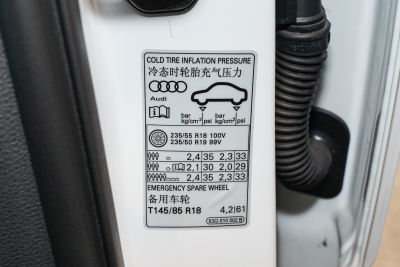 COLD TIRE INFLATION PRESSURE
冷态时轮胎充气压力
Audi
bar bar
kg/cm² psi kg/cm² psi
235/55 R18 100V
235/50 R19 99V
2,4 35 2,3 33
2,1 30 2,0 29
2,4 35 2,3 33
EMERGENCY SPARE WHEEL
备用车轮
T145/85 R18 4,2 61
83G 010 502 B